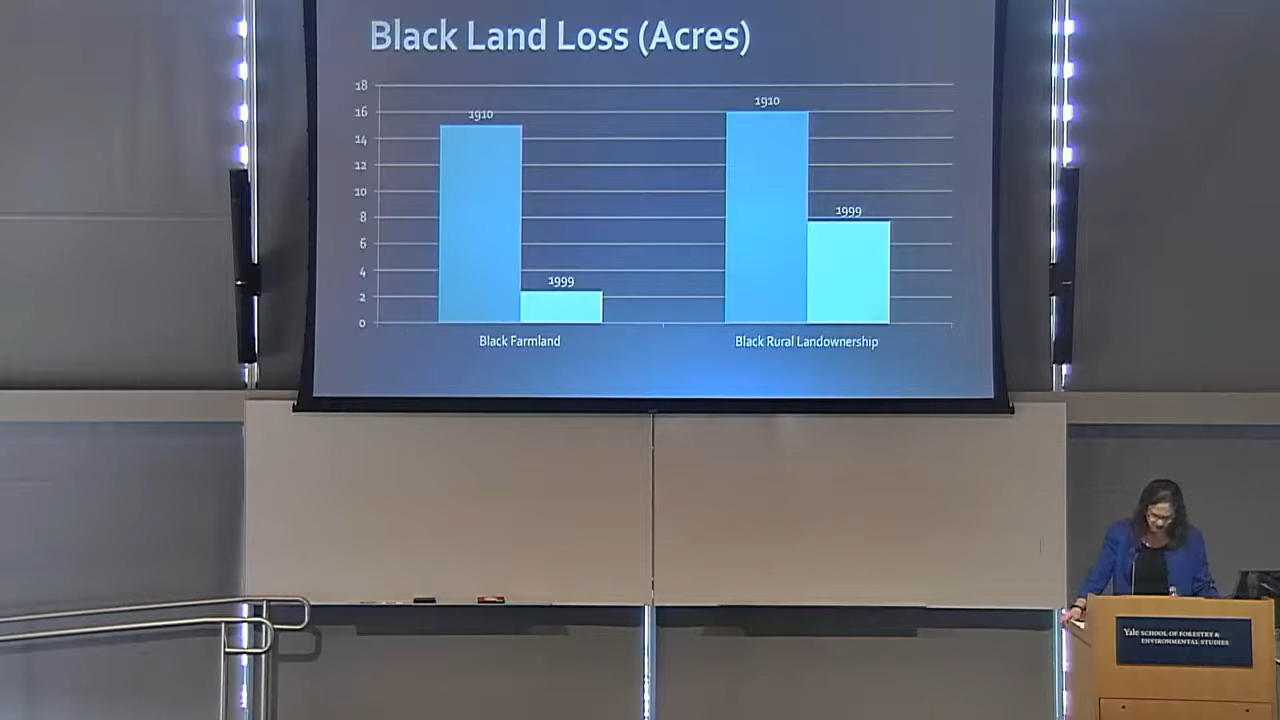 Black Land Loss (Acres)
18
16
14
12
10
8
6
4
2
0
1910
1999
1910
1999
Black Farmland
Black Rural Landownership
Yale SCHOOL OF FORESTRY &
ENVIRONMENTAL STUDIES